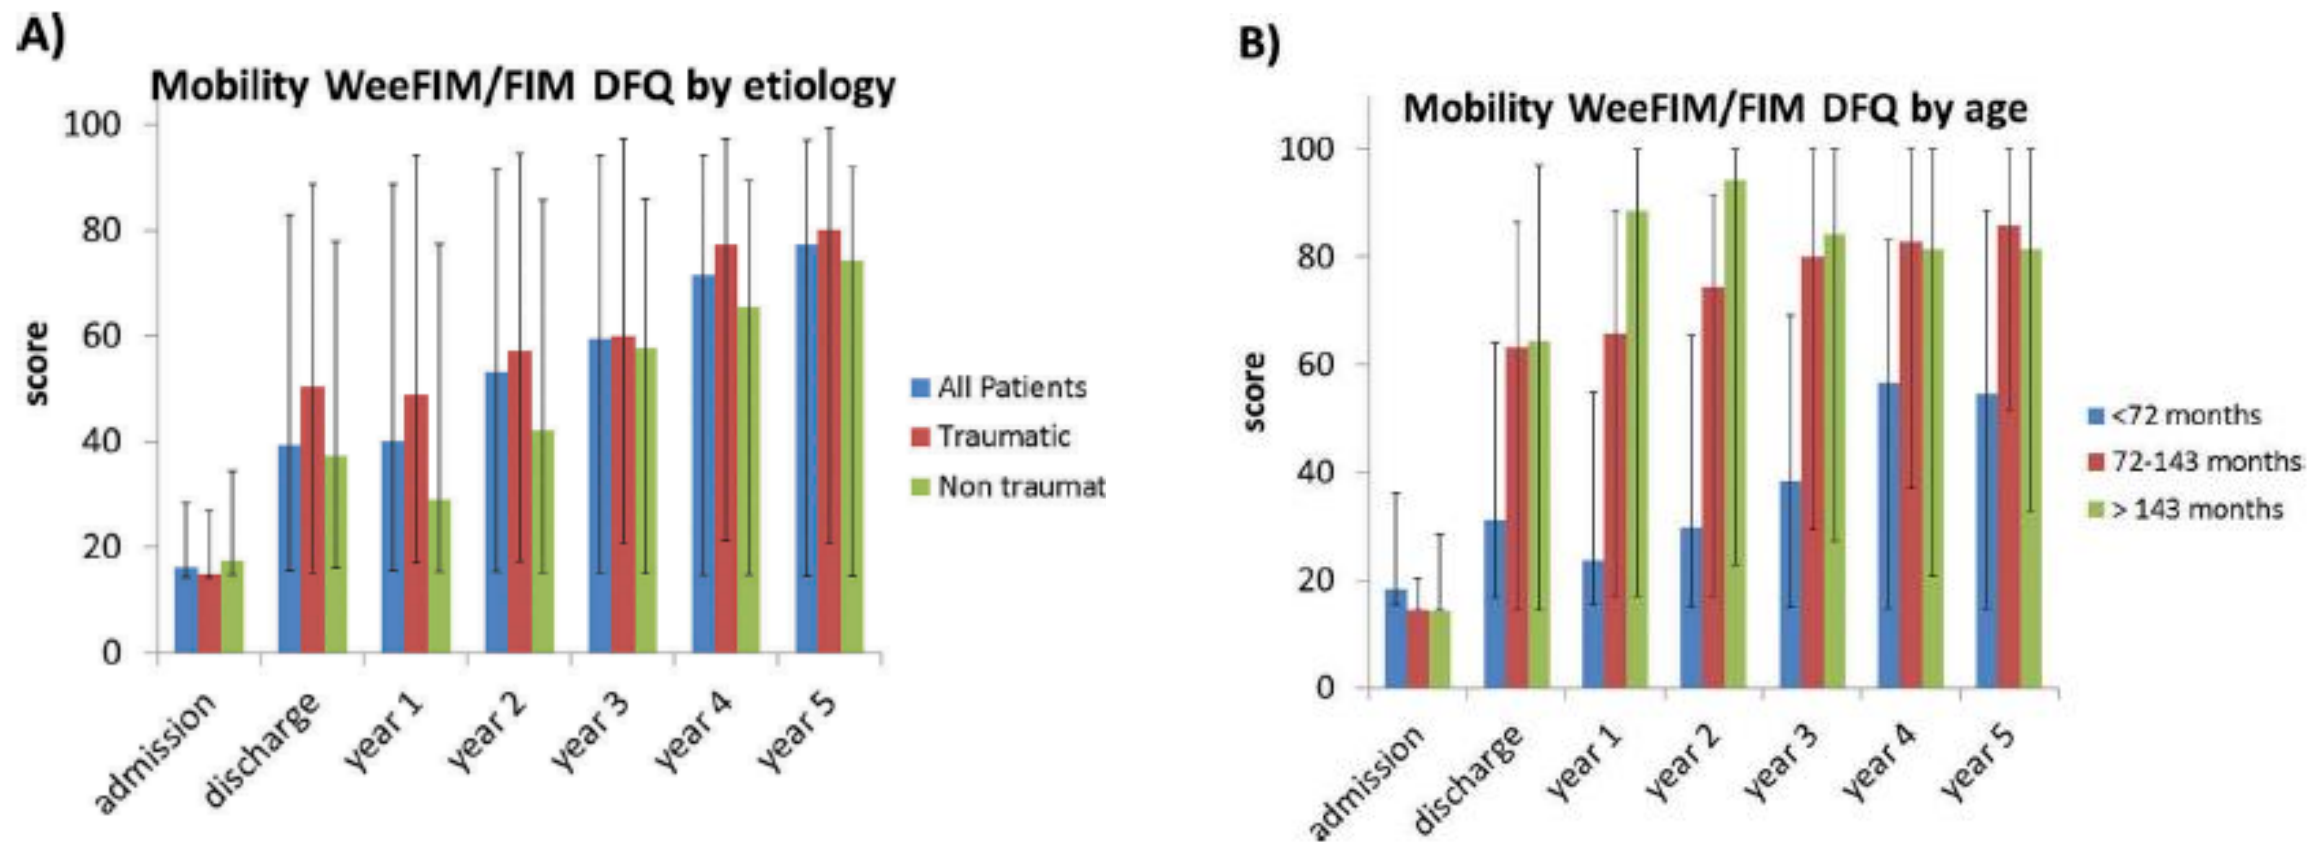 A)
Mobility WeeFIM/FIM DFQ by etiology
score
100
80
60
40
20
0
admission
discharge
year 1
year 2
year 3
year 4
year 5
All Patients
Traumatic
Non traumat
B)
Mobility WeeFIM/FIM DFQ by age
score
100
80
60
40
20
0
admission
discharge
year 1
year 2
year 3
year 4
year 5
<72 months
72-143 months
> 143 months